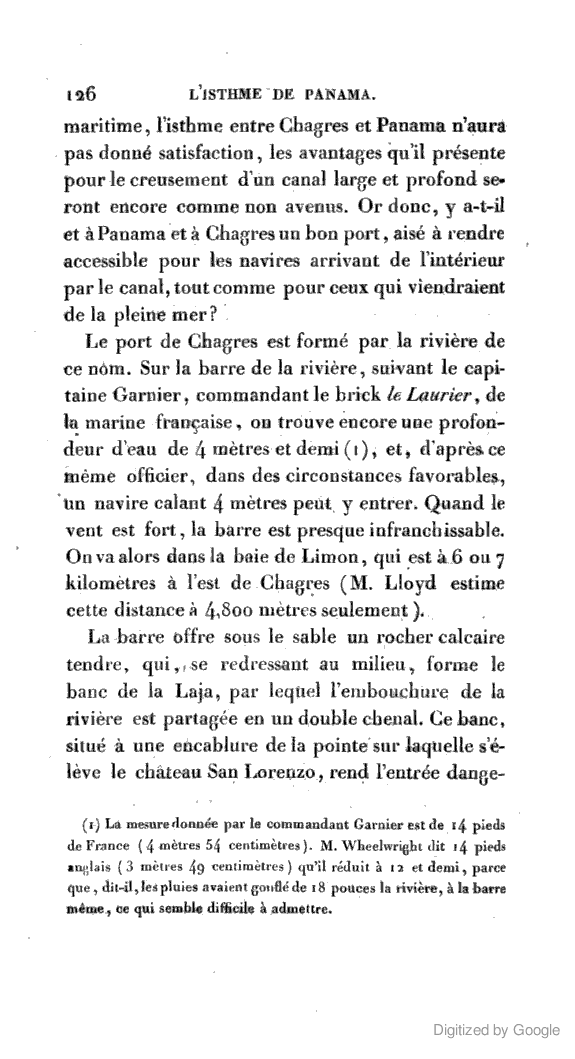 126 L'ISTHME DE PANAMA.
maritime, l'isthme entre Chagres et Panama n'aura
pas donné satisfaction, les avantages qu'il présente
pour le creusement d'un canal large et profond se-
ront encore comme non avenus. Or donc, y a-t-il
et à Panama et à Chagres un bon port, aisé à rendre
accessible pour les navires arrivant de l'intérieur
par le canal, tout comme pour ceux qui viendraient
de la pleine mer?
Le port de Chagres est formé par la rivière de
ce nom. Sur la barre de la rivière, suivant le capi-
taine Garnier, commandant le brick le Laurier, de
la marine française, on trouve encore une profon-
deur d'eau de 4 mètres et demi (1), et, d'après ce
même officier, dans des circonstances favorables,
un navire calant 4 mètres peut y entrer. Quand le
vent est fort, la barre est presque infranchissable.
On va alors dans la baie de Limon, qui est à 6 ou 7
kilomètres à l'est de Chagres (M. Lloyd estime
cette distance à 4,800 mètres seulement).
La barre offre sous le sable un rocher calcaire
tendre, qui, se redressant au milieu, forme le
banc de la Laja, par lequel l'embouchure de la
rivière est partagée en un double chenal. Ce banc,
situé à une encablure de la pointe sur laquelle s'é-
lève le château San Lorenzo, rend l'entrée dange-
(1) La mesure donnée par le commandant Garnier est de 14 pieds
de France (4 mètres 54 centimètres). M. Wheelwright dit 14 pieds
anglais (3 mètres 49 centimètres) qu'il réduit à 12 et demi, parce
que, dit-il, les pluies avaient gonflé de 18 pouces la rivière, à la barre
même, ce qui semble difficile à admettre.
Digitized by Google